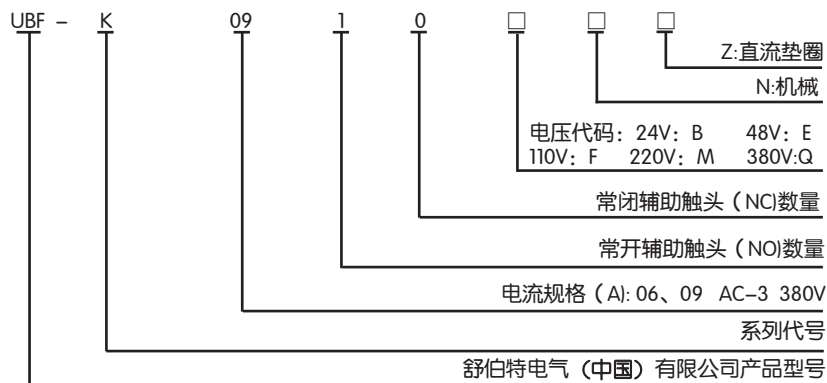 UBF – K 09 1 0 □ □ □
Z:直流垫圈
N:机械
电压代码：24V：B 48V：E
110V：F 220V：M 380V:Q
常闭辅助触头（NC)数量
常开辅助触头（NO)数量
电流规格（A): 06、09 AC–3 380V
系列代号
舒伯特电气（中国）有限公司产品型号